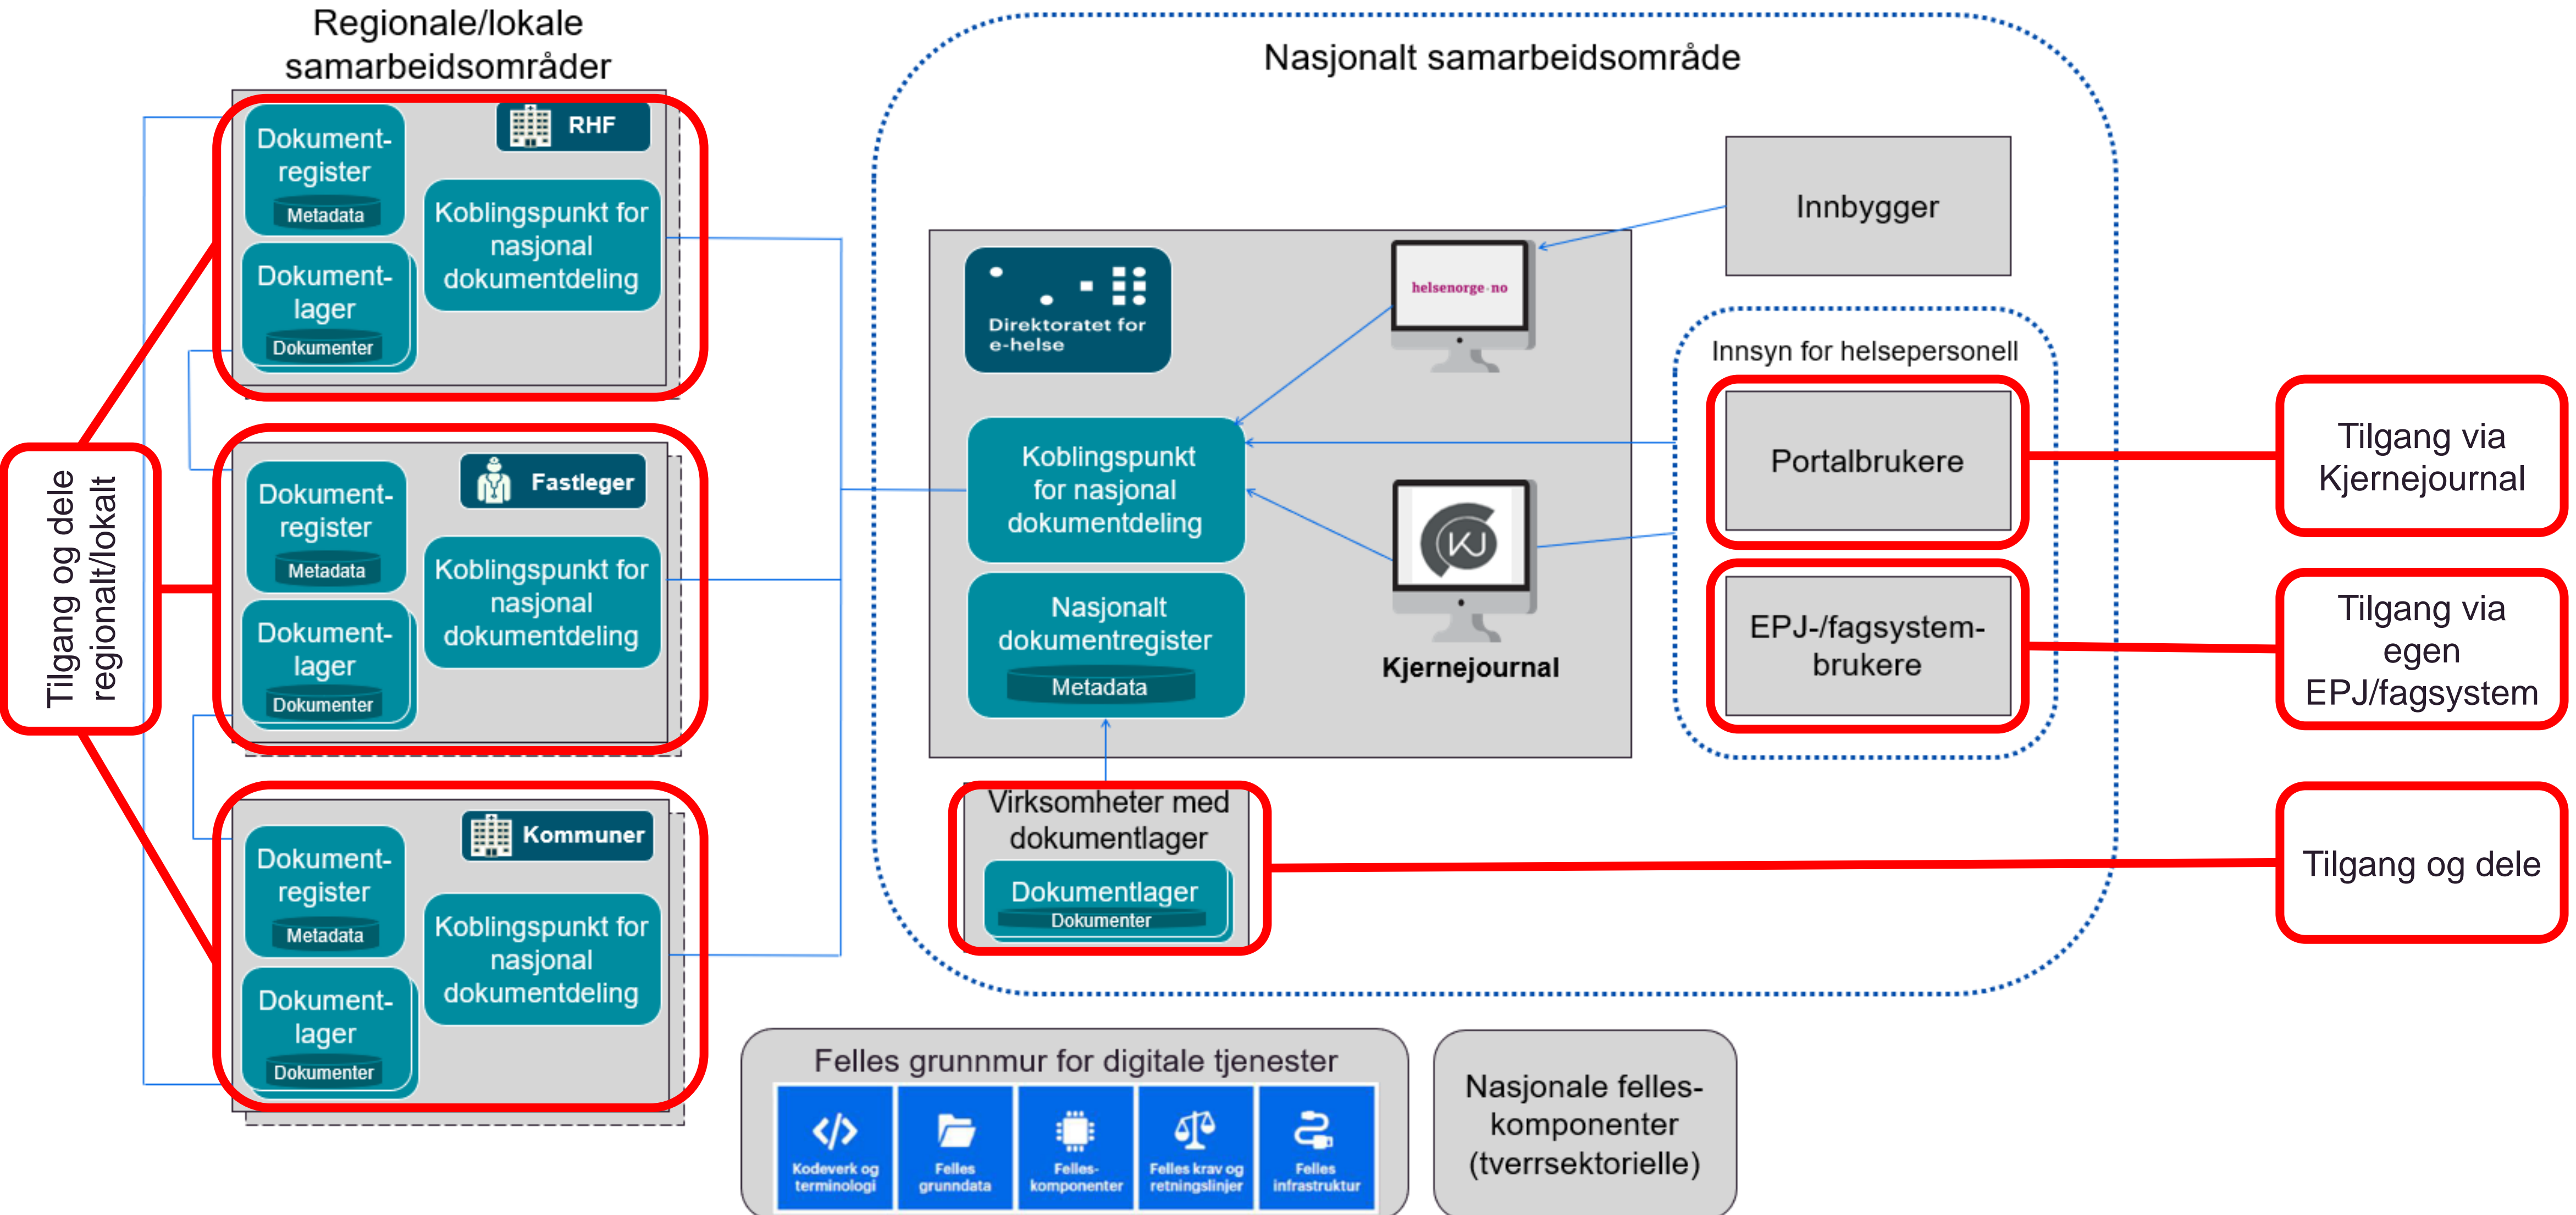 Regionale/lokale
samarbeidsområder
RHF
Dokument-
register
Metadata
Dokument-
lager
Dokumenter
Koblingspunkt for
nasjonal
dokumentdeling
Fastleger
Dokument-
register
Metadata
Dokument-
lager
Dokumenter
Koblingspunkt for
nasjonal
dokumentdeling
Kommuner
Dokument-
register
Metadata
Dokument-
lager
Dokumenter
Koblingspunkt for
nasjonal
dokumentdeling
Tilgang og dele
regionalt/lokalt
Nasjonalt samarbeidsområde
Direktoratet for
e-helse
helsenorge·no
Koblingspunkt
for nasjonal
dokumentdeling
Nasjonalt
dokumentregister
Metadata
KJ
Kjernejournal
Virksomheter med
dokumentlager
Dokumentlager
Dokumenter
Innbygger
Innsyn for helsepersonell
Portalbrukere
EPJ-/fagsystem-
brukere
Tilgang via
Kjernejournal
Tilgang via
egen
EPJ/fagsystem
Tilgang og dele
Felles grunnmur for digitale tjenester
Kodeverk og
terminologi
Felles
grunndata
Felles-
komponenter
Felles krav og
retningslinjer
Felles
infrastruktur
Nasjonale felles-
komponenter
(tverrsektorielle)